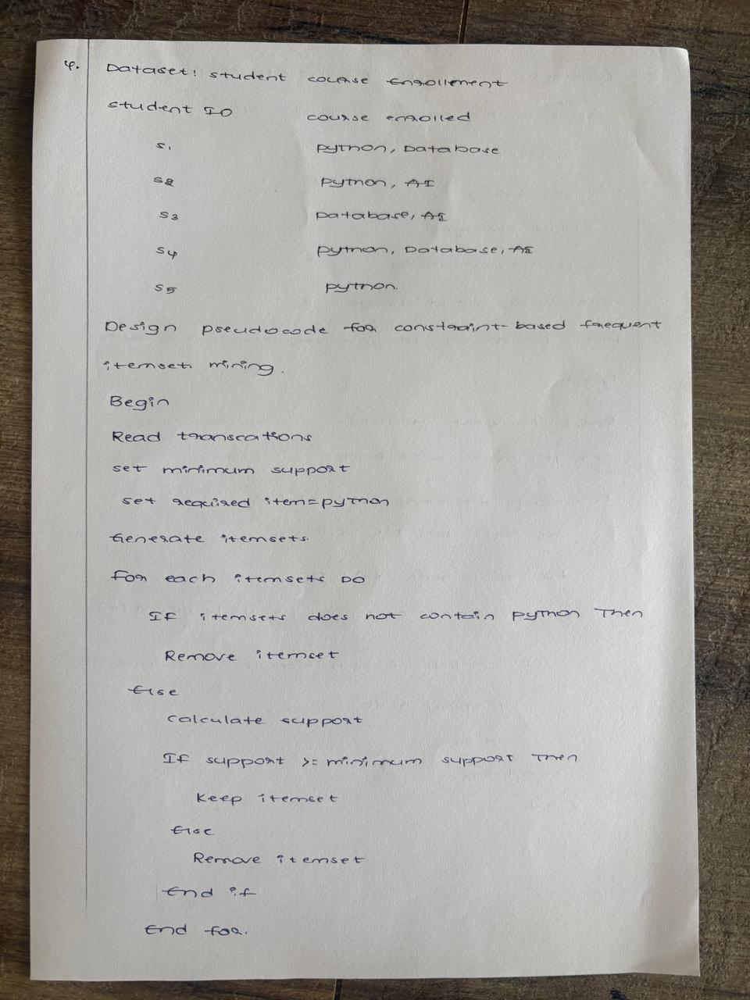 4. Dataset: student course Enrollment
student ID course enrolled
S1 python, Database
S2 python, AI
S3 Database, AI
S4 python, Database, AI
S5 python.
Design pseudocode for constraint-based frequent
itemset mining.
Begin
Read transcations
set minimum support
set required item=python
Generate itemsets.
for each itemsets DO
If itemsets does not contain python Then
Remove itemset
Else
calculate support
If support >= minimum support Then
Keep itemset
Else
Remove itemset
End if
End for.